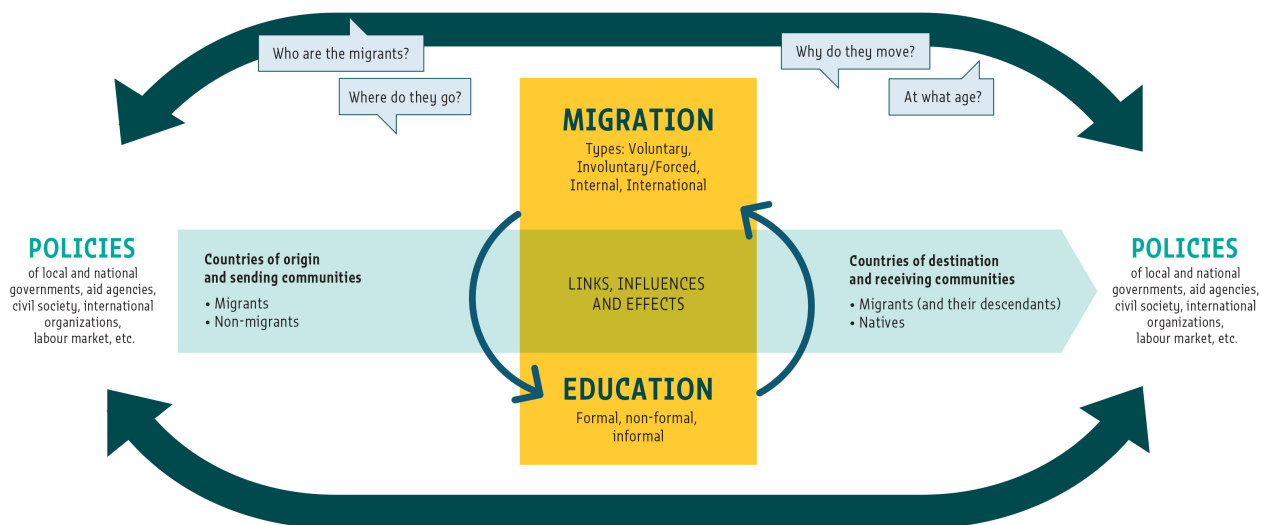 Who are the migrants?
Where do they go?
Why do they move?
At what age?
MIGRATION
Types: Voluntary,
Involuntary/Forced,
Internal, International
POLICIES
of local and national
governments, aid agencies,
civil society, international
organizations,
labour market, etc.
Countries of origin
and sending communities
• Migrants
• Non-migrants
LINKS, INFLUENCES
AND EFFECTS
Countries of destination
and receiving communities
• Migrants (and their descendants)
• Natives
POLICIES
of local and national
governments, aid agencies,
civil society, international
organizations,
labour market, etc.
EDUCATION
Formal, non-formal,
informal